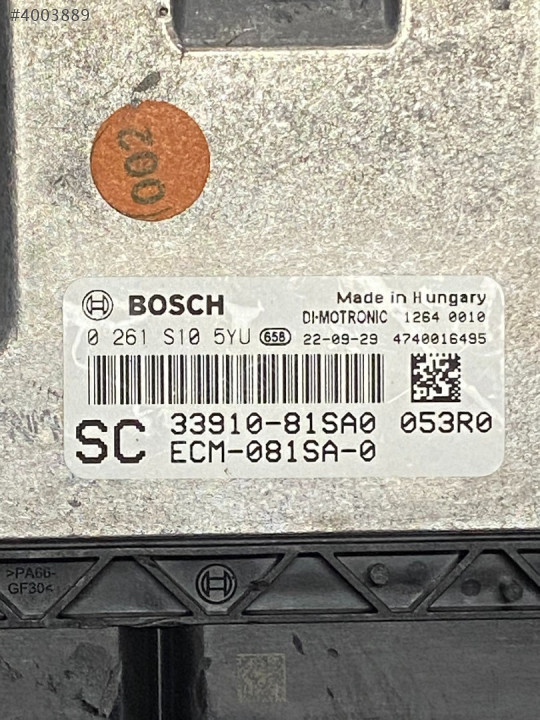 #4003889
002
BOSCH
Made in Hungary
DI-MOTRONIC 1264 0010
0 261 S10 5YU 658 22-09-29 4740016495
SC 33910-81SA0 053R0
ECM-081SA-0
>PA66-
GF30<